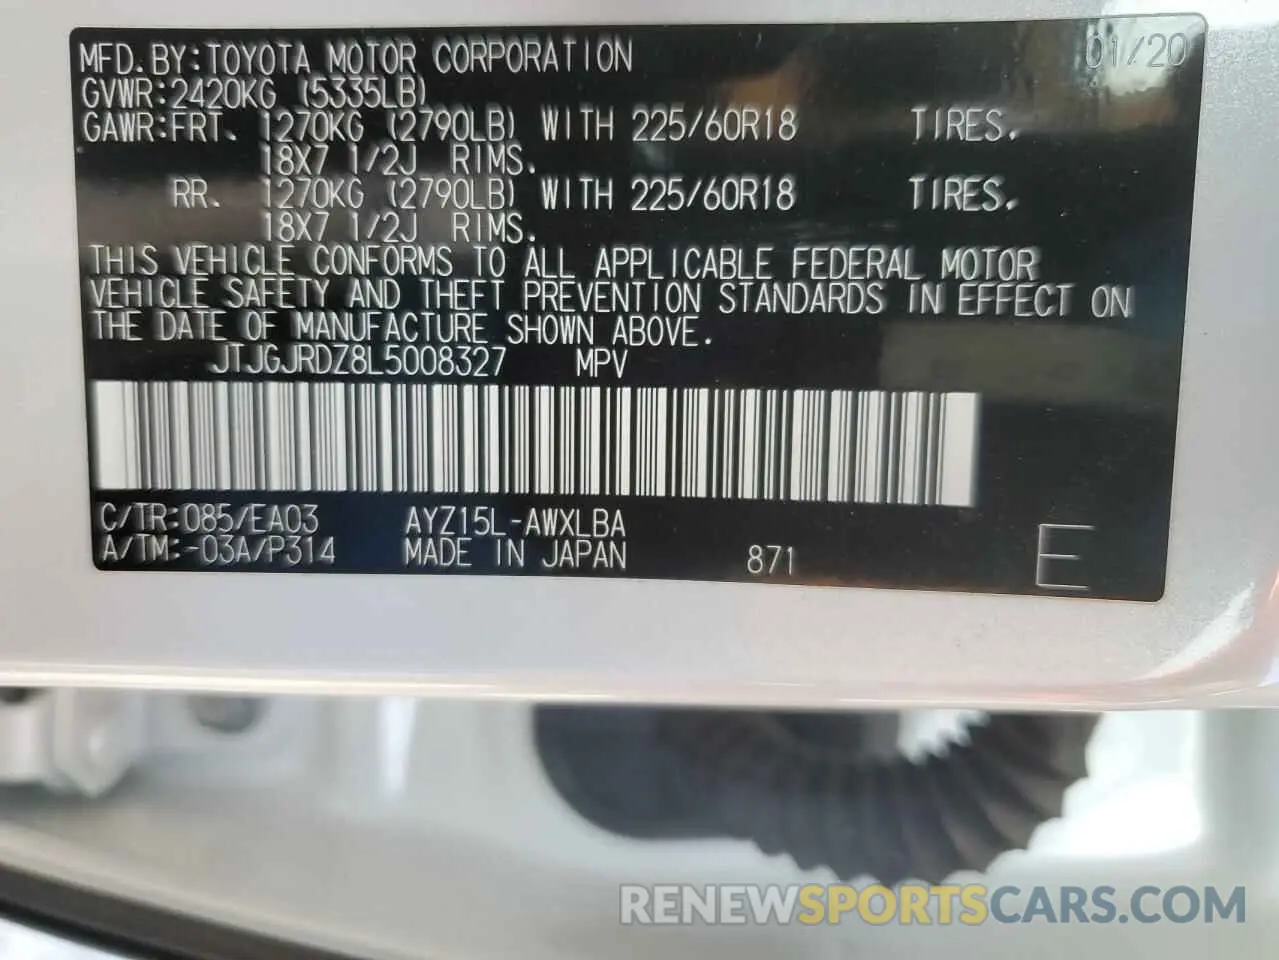 MFD. BY: TOYOTA MOTOR CORPORATION 01/20
GVWR: 2420KG (5335LB)
GAWR: FRT. 1270KG (2790LB) WITH 225/60R18 TIRES.
18X7 1/2J RIMS.
RR. 1270KG (2790LB) WITH 225/60R18 TIRES.
18X7 1/2J RIMS.
THIS VEHICLE CONFORMS TO ALL APPLICABLE FEDERAL MOTOR
VEHICLE SAFETY AND THEFT PREVENTION STANDARDS IN EFFECT ON
THE DATE OF MANUFACTURE SHOWN ABOVE.
JTJGJRDZ8L5008327 MPV
C/TR: 085/EA03 AYZ15L-AWXLBA
A/TM: -03A/P314 MADE IN JAPAN 871 E
RENEWSPORTSCARS.COM